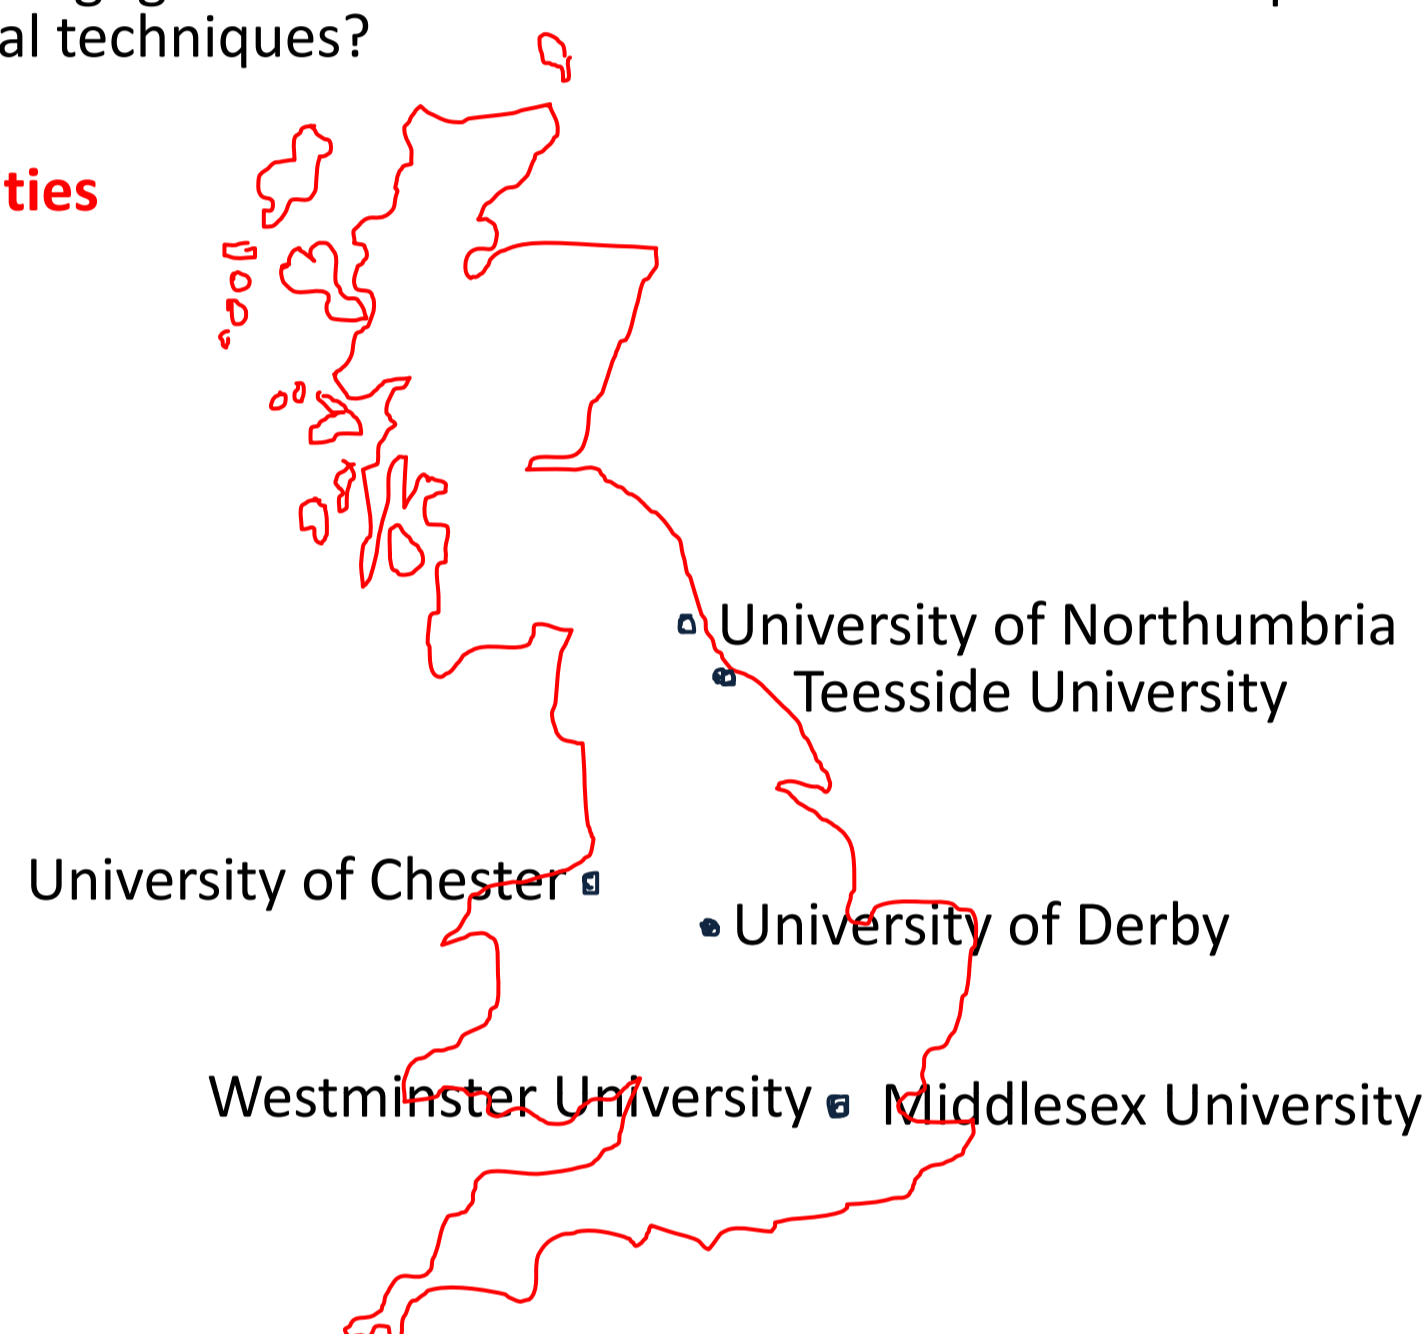 al techniques?
ties
University of Northumbria
Teesside University
University of Chester
University of Derby
Westminster University
Middlesex University